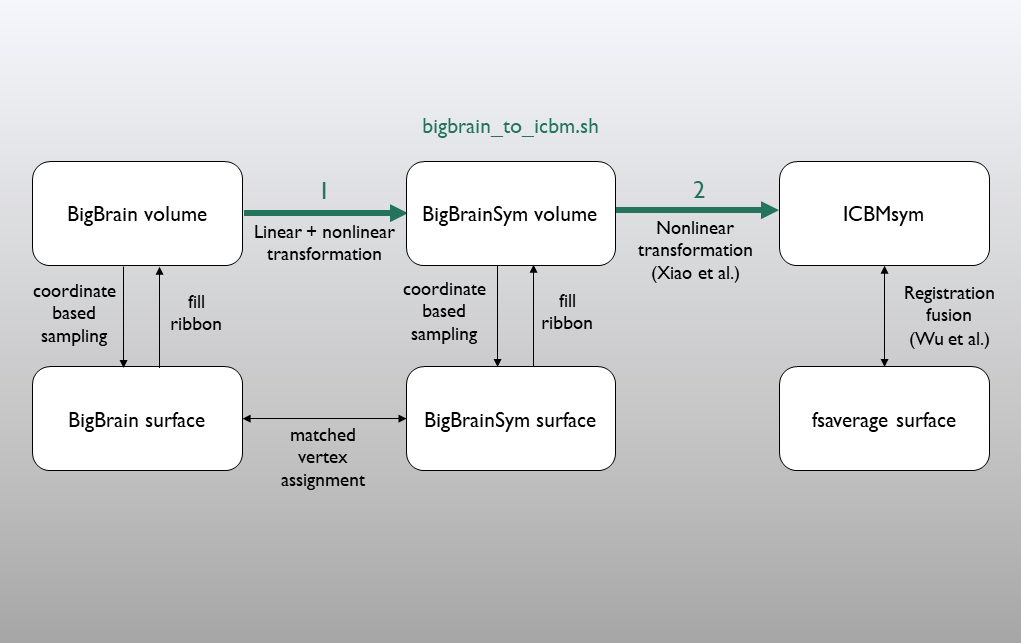 bigbrain_to_icbm.sh
BigBrain volume
1
Linear + nonlinear
transformation
BigBrainSym volume
2
Nonlinear
transformation
(Xiao et al.)
ICBMsym
coordinate
based
sampling
fill
ribbon
coordinate
based
sampling
fill
ribbon
Registration
fusion
(Wu et al.)
BigBrain surface
matched
vertex
assignment
BigBrainSym surface
fsaverage surface